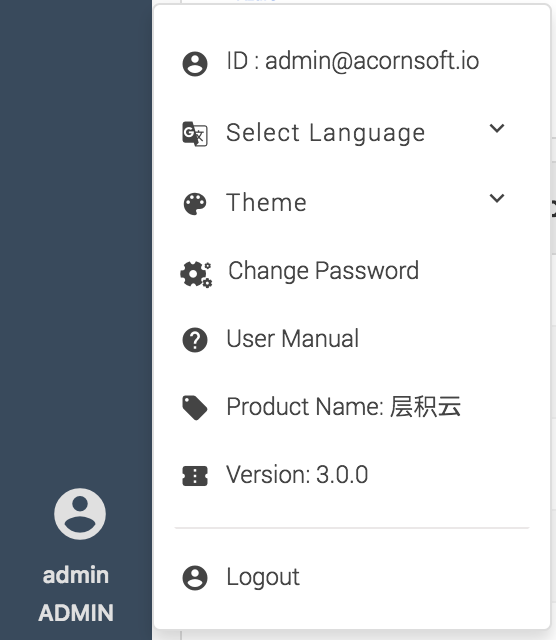 ID : admin@acornsoft.io
Select Language
Theme
Change Password
User Manual
Product Name: 层积云
Version: 3.0.0
Logout
admin
ADMIN